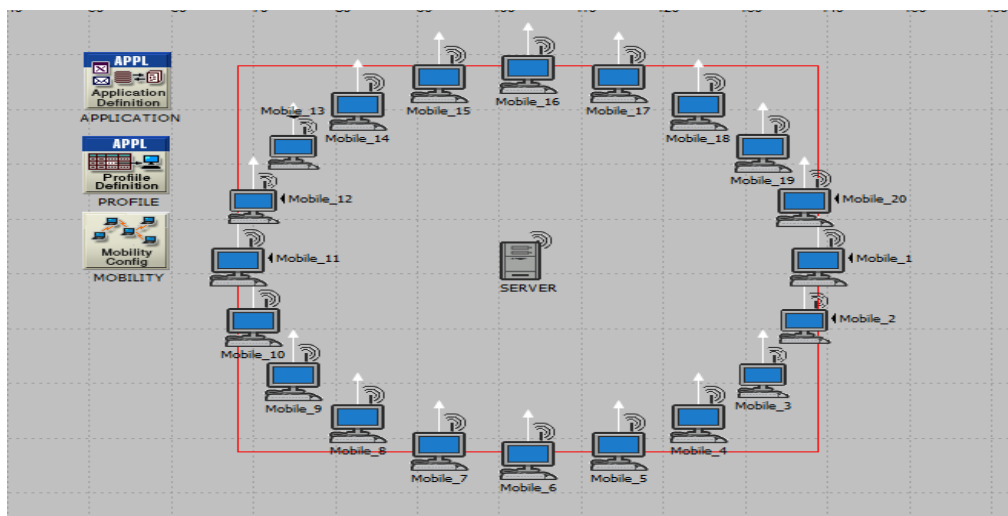 APPL
Application
Definition
APPLICATION
APPL
Profile
Definition
PROFILE
Mobility
Config
MOBILITY
Mobile_13
Mobile_14
Mobile_15
Mobile_16
Mobile_17
Mobile_18
Mobile_19
Mobile_12
Mobile_20
Mobile_11
SERVER
Mobile_1
Mobile_10
Mobile_2
Mobile_9
Mobile_3
Mobile_8
Mobile_7
Mobile_6
Mobile_5
Mobile_4